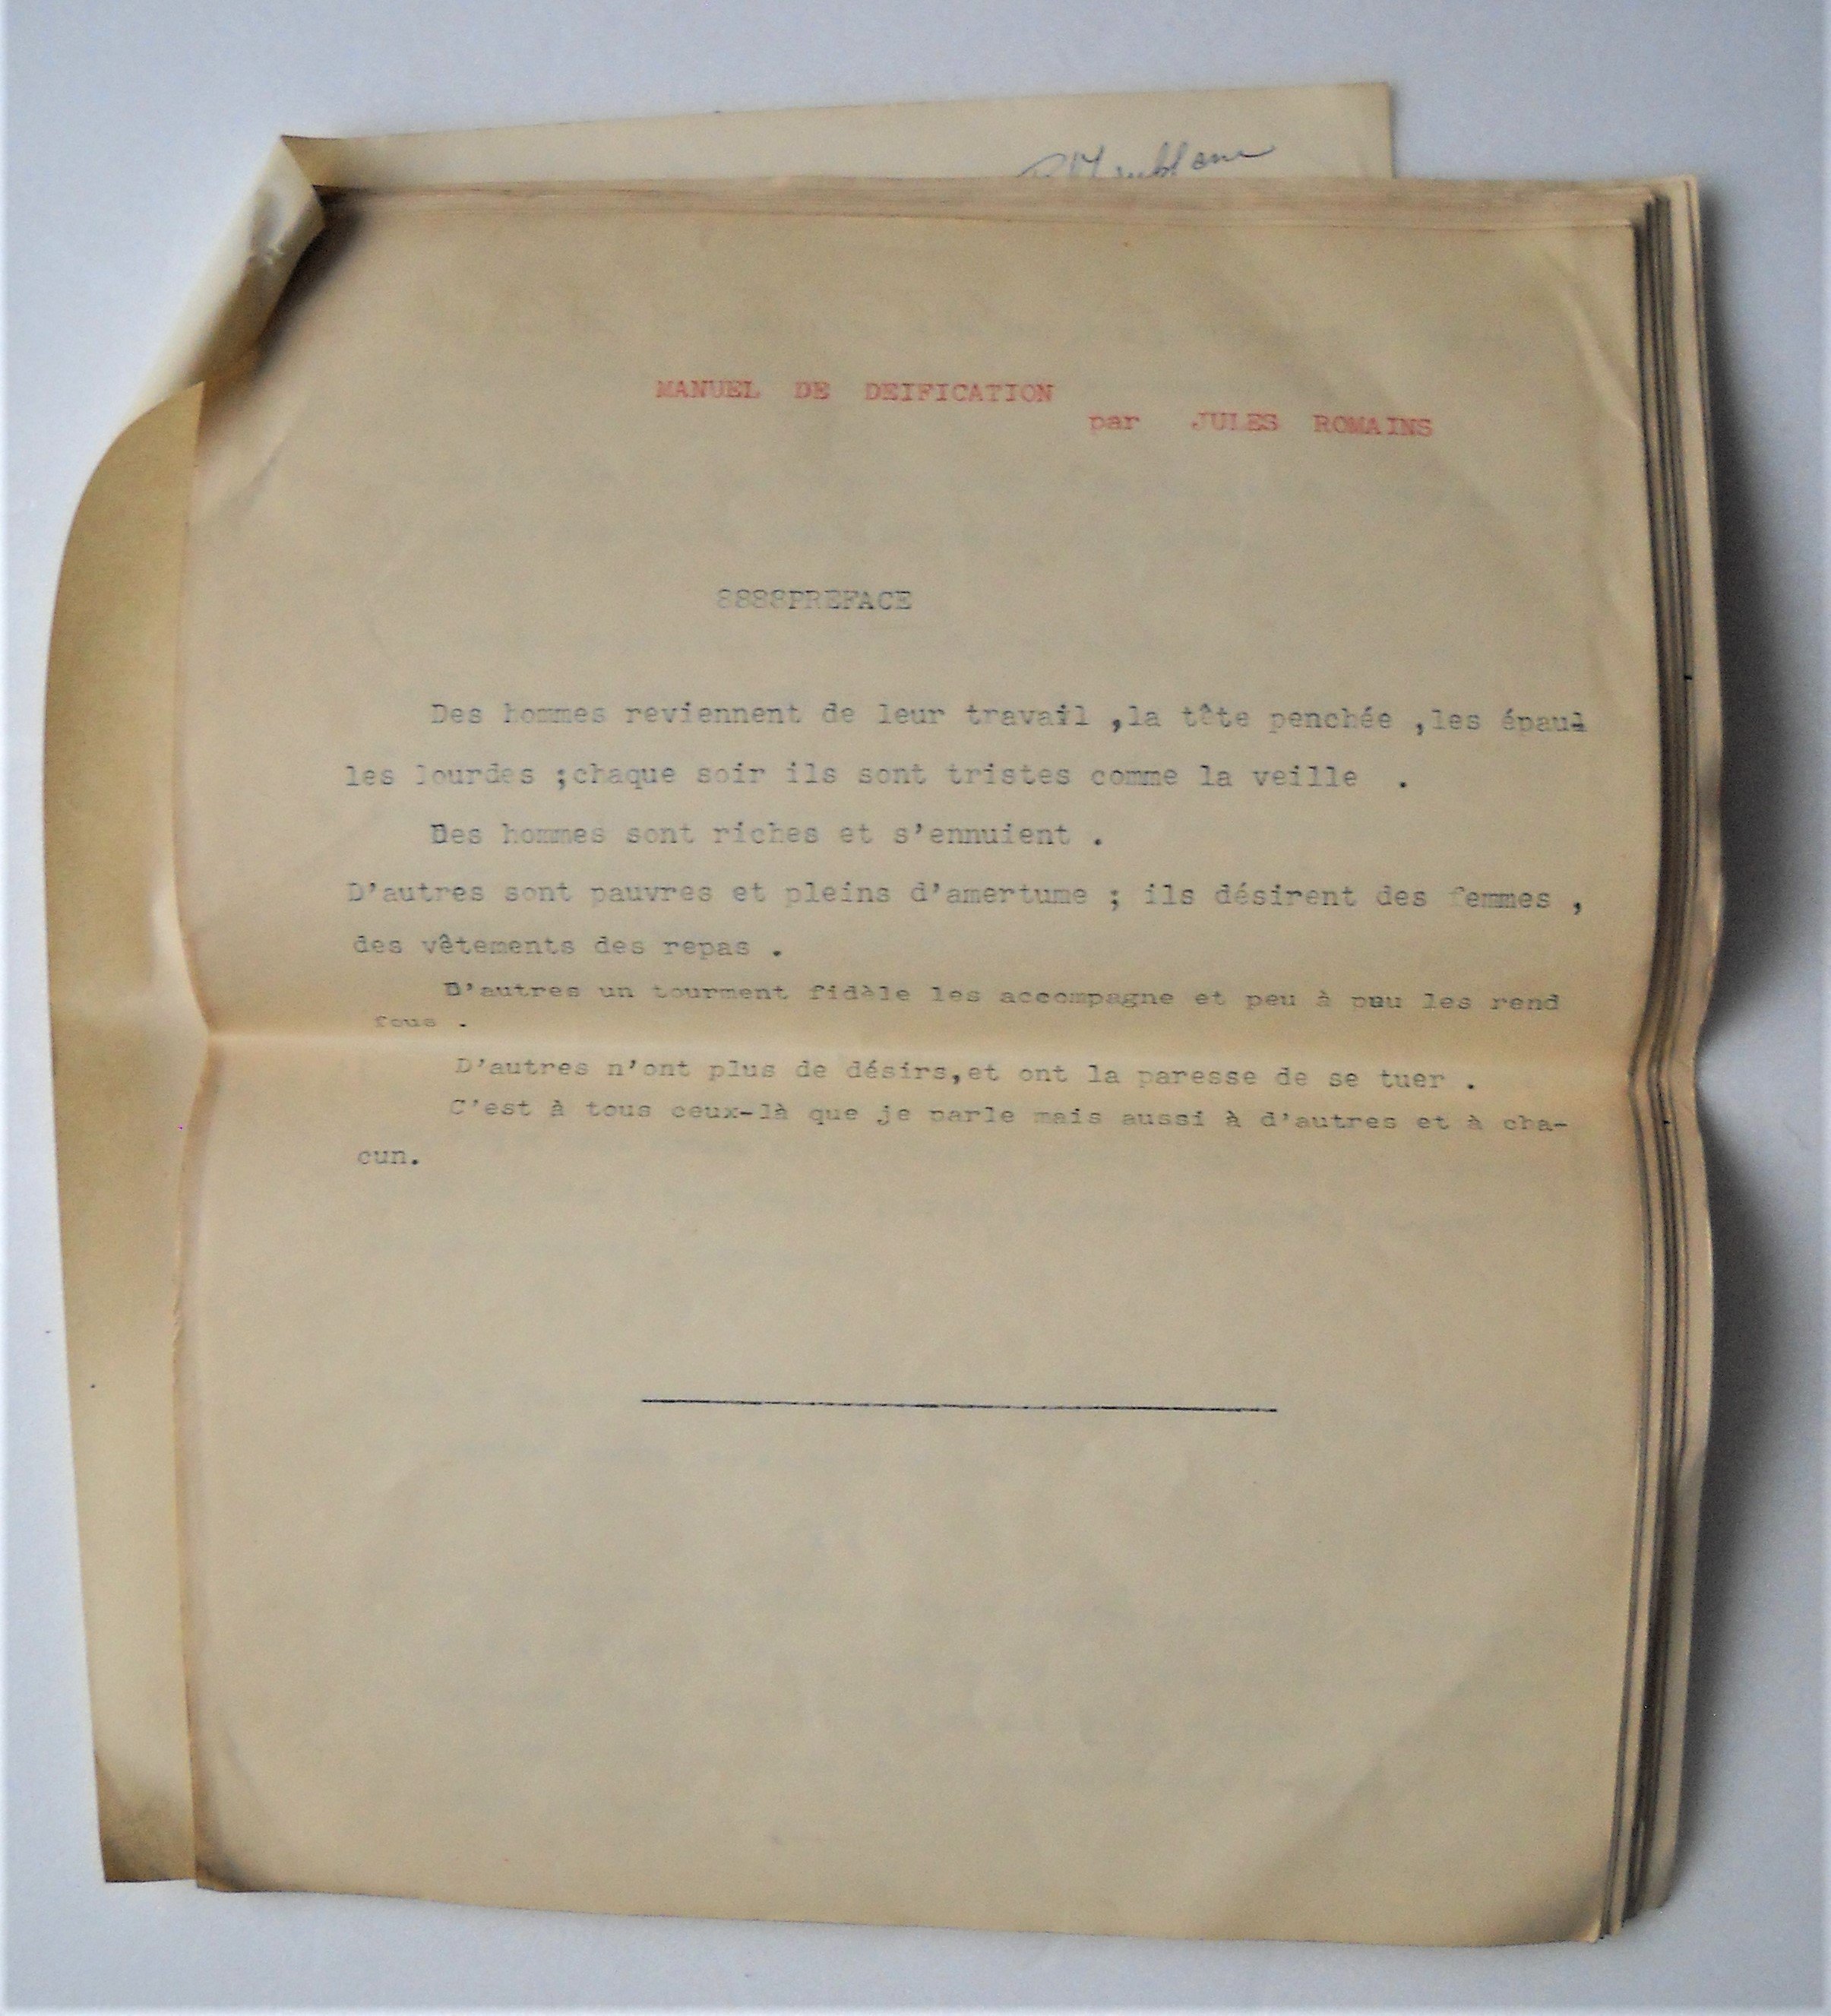 MANUEL DE DEIFICATION
par JULES ROMAINS
8888PREFACE
Des hommes reviennent de leur travail ,la tête penchée ,les épaul
les lourdes ;chaque soir ils sont tristes comme la veille .
Des hommes sont riches et s'ennuient .
D'autres sont pauvres et pleins d'amertume ; ils désirent des femmes ,
des vêtements des repas .
D'autres un tourment fidèle les accompagne et peu à peu les rend
fous .
D'autres n'ont plus de désirs,et ont la paresse de se tuer .
C'est à tous ceux-là que je parle mais aussi à d'autres et à cha-
cun.